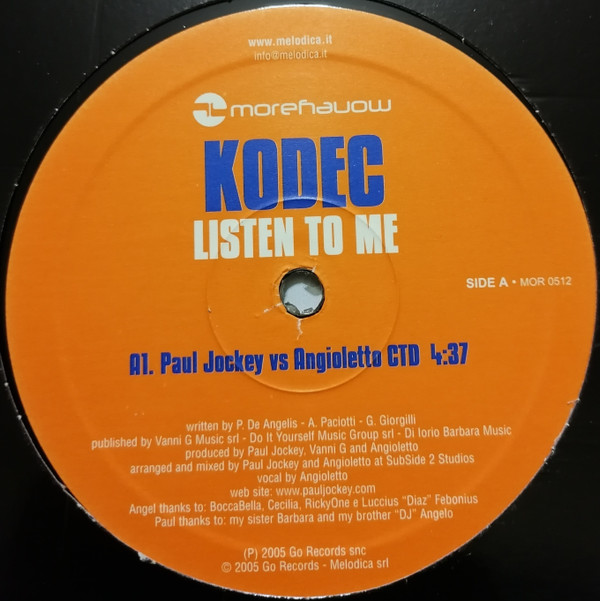 www.melodica.it
info@melodica.it
morehavow
KODEC
LISTEN TO ME
SIDE A • MOR 0512
A1. Paul Jockey vs Angioletto CTD 4:37
written by P. De Angelis - A. Paciotti - G. Giorgilli
published by Vanni G Music srl - Do It Yourself Music Group srl - Di Iorio Barbara Music
produced by Paul Jockey, Vanni G and Angioletto
arranged and mixed by Paul Jockey and Angioletto at SubSide 2 Studios
vocal by Angioletto
web site: www.pauljockey.com
Angel thanks to: BoccaBella, Cecilia, RickyOne e Luccius "Diaz" Febonius
Paul thanks to: my sister Barbara and my brother "DJ" Angelo
(P) 2005 Go Records snc
© 2005 Go Records - Melodica srl